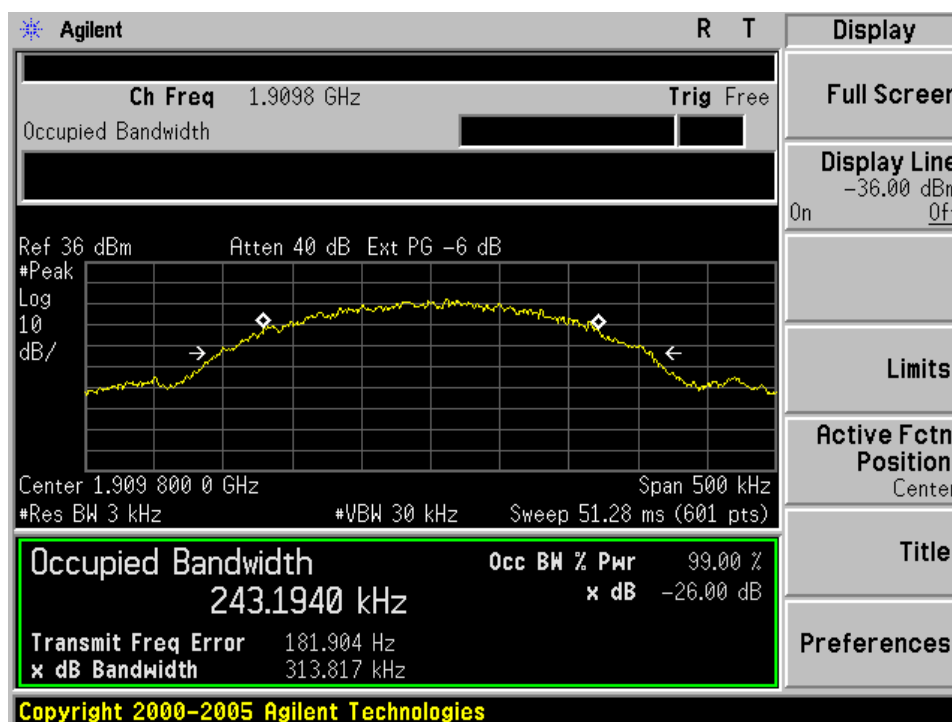 Agilent R T
Ch Freq 1.9098 GHz Trig Free
Occupied Bandwidth
Ref 36 dBm Atten 40 dB Ext PG -6 dB
#Peak
Log
10
dB/
Center 1.909 800 0 GHz Span 500 kHz
#Res BW 3 kHz #VBW 30 kHz Sweep 51.28 ms (601 pts)
Occupied Bandwidth
243.1940 kHz
Occ BW % Pwr 99.00 %
x dB -26.00 dB
Transmit Freq Error 181.904 Hz
x dB Bandwidth 313.817 kHz
Copyright 2000-2005 Agilent Technologies
Display
Full Screen
Display Line
-36.00 dBm
On Off
Limits
Active Fctn
Position
Center
Title
Preferences